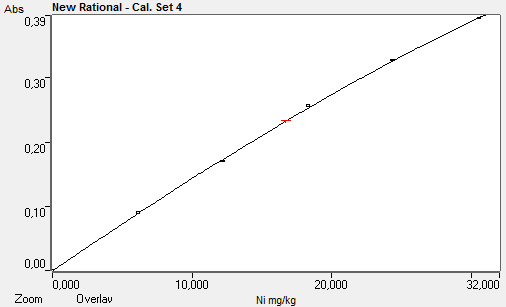 Abs
New Rational - Cal. Set 4
0,39
0,30
0,20
0,10
0,00
0,000
10,000
20,000
32,000
Zoom
Overlay
Ni mg/kg